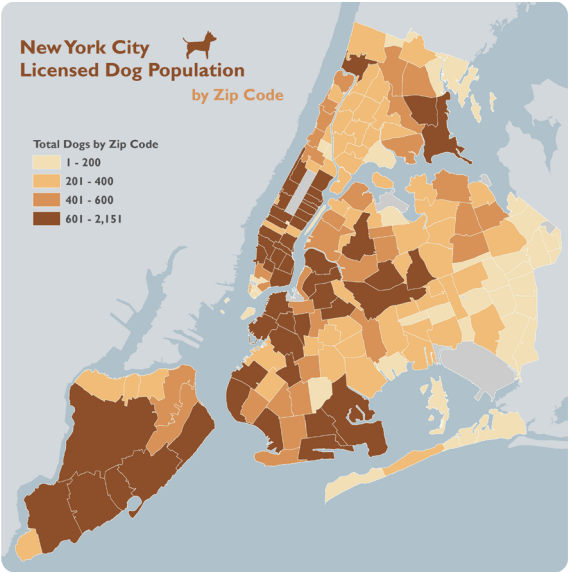 New York City
Licensed Dog Population
by Zip Code
Total Dogs by Zip Code
1 - 200
201 - 400
401 - 600
601 - 2,151